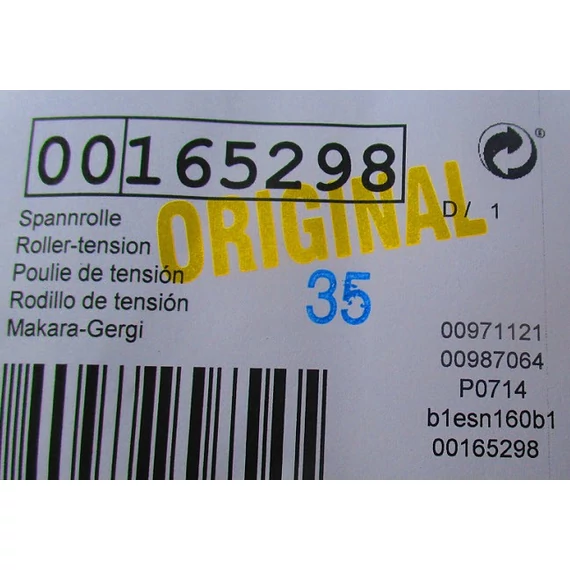 00165298
ORIGINAL
D/ 1
Spannrolle
Roller-tension
Poulie de tensión
Rodillo de tensión
Makara-Gergi
35
00971121
00987064
P0714
b1esn160b1
00165298